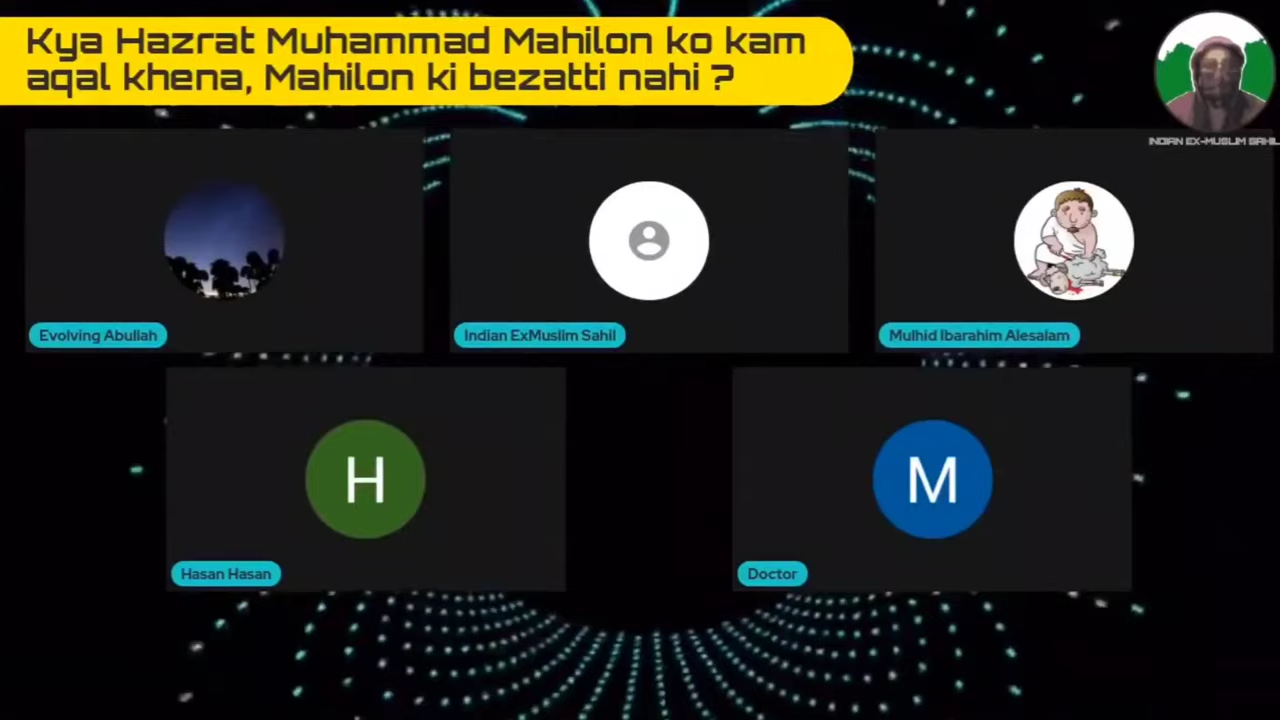 Kya Hazrat Muhammad Mahilon ko kam
aqal khena, Mahilon ki bezatti nahi ?
INDIAN EX-MUSLIM SAHIL
Evolving Abullah
Indian ExMuslim Sahil
Mulhid Ibarahim Alesalam
H
M
Hasan Hasan
Doctor